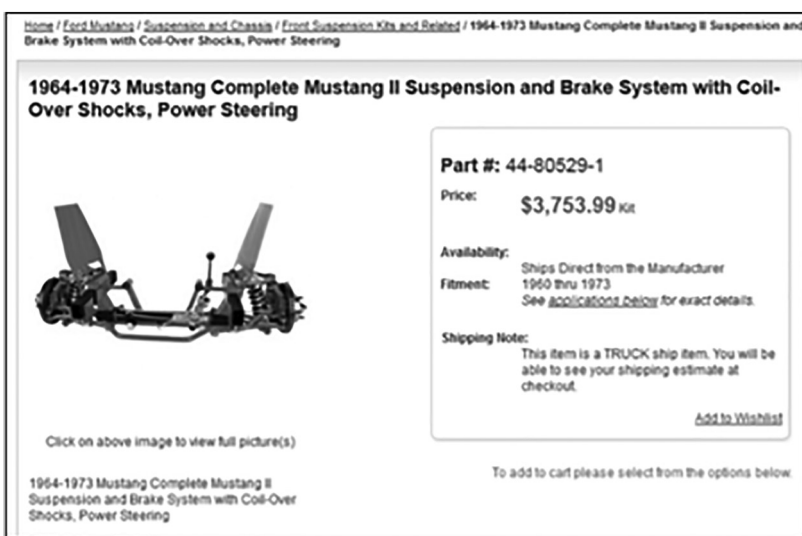 Home / Ford Mustang / Suspension and Chassis / Front Suspension Kits and Related / 1964-1973 Mustang Complete Mustang II Suspension and
Brake System with Coil-Over Shocks, Power Steering
1964-1973 Mustang Complete Mustang II Suspension and Brake System with Coil-
Over Shocks, Power Steering
Part #: 44-80529-1
Price: $3,753.99 Kit
Availability:
Ships Direct from the Manufacturer
Fitment: 1960 thru 1973
See applications below for exact details.
Shipping Note:
This item is a TRUCK ship item. You will be
able to see your shipping estimate at
checkout.
Add to Wishlist
Click on above image to view full picture(s)
To add to cart please select from the options below.
1964-1973 Mustang Complete Mustang II
Suspension and Brake System with Coil-Over
Shocks, Power Steering